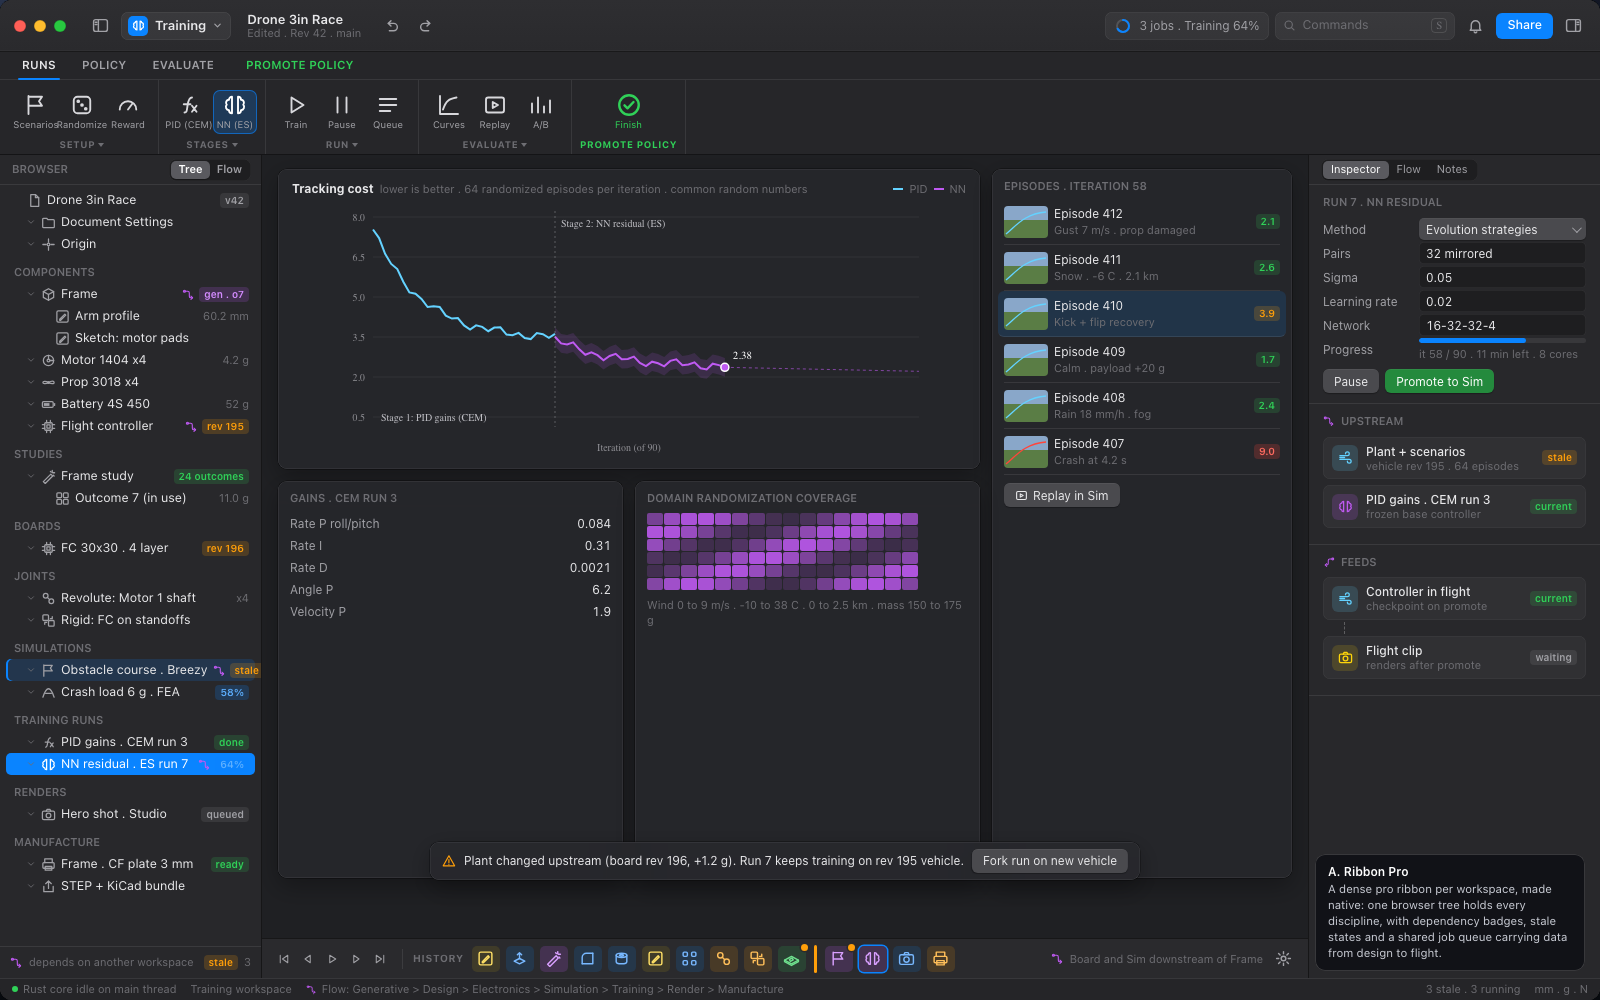 Training
Drone 3in Race
Edited . Rev 42 . main
3 jobs . Training 64%
Commands
S
Share
RUNS
POLICY
EVALUATE
PROMOTE POLICY
Scenarios
Randomize
Reward
SETUP
PID (CEM)
NN (ES)
STAGES
Train
Pause
Queue
RUN
Curves
Replay
A/B
EVALUATE
Finish
PROMOTE POLICY
BROWSER
Tree
Flow
Drone 3in Race
v42
Document Settings
Origin
COMPONENTS
Frame
gen . o7
Arm profile
60.2 mm
Sketch: motor pads
Motor 1404 x4
4.2 g
Prop 3018 x4
Battery 4S 450
52 g
Flight controller
rev 195
STUDIES
Frame study
24 outcomes
Outcome 7 (in use)
11.0 g
BOARDS
FC 30x30 . 4 layer
rev 196
JOINTS
Revolute: Motor 1 shaft
x4
Rigid: FC on standoffs
SIMULATIONS
Obstacle course . Breezy
stale
Crash load 6 g . FEA
58%
TRAINING RUNS
PID gains . CEM run 3
done
NN residual . ES run 7
64%
RENDERS
Hero shot . Studio
queued
MANUFACTURE
Frame . CF plate 3 mm
ready
STEP + KiCad bundle
depends on another workspace
stale
3
Tracking cost
lower is better . 64 randomized episodes per iteration . common random numbers
PID
NN
8.0
6.5
5.0
3.5
2.0
0.5
Stage 2: NN residual (ES)
2.38
Stage 1: PID gains (CEM)
Iteration (of 90)
GAINS . CEM RUN 3
Rate P roll/pitch
0.084
Rate I
0.31
Rate D
0.0021
Angle P
6.2
Velocity P
1.9
DOMAIN RANDOMIZATION COVERAGE
Wind 0 to 9 m/s . -10 to 38 C . 0 to 2.5 km . mass 150 to 175
g
EPISODES . ITERATION 58
Episode 412
Gust 7 m/s . prop damaged
2.1
Episode 411
Snow . -6 C . 2.1 km
2.6
Episode 410
Kick + flip recovery
3.9
Episode 409
Calm . payload +20 g
1.7
Episode 408
Rain 18 mm/h . fog
2.4
Episode 407
Crash at 4.2 s
9.0
Replay in Sim
Plant changed upstream (board rev 196, +1.2 g). Run 7 keeps training on rev 195 vehicle.
Fork run on new vehicle
HISTORY
Board and Sim downstream of Frame
Inspector
Flow
Notes
RUN 7 . NN RESIDUAL
Method
Evolution strategies
Pairs
32 mirrored
Sigma
0.05
Learning rate
0.02
Network
16-32-32-4
Progress
it 58 / 90 . 11 min left . 8 cores
Pause
Promote to Sim
UPSTREAM
Plant + scenarios
vehicle rev 195 . 64 episodes
stale
PID gains . CEM run 3
frozen base controller
current
FEEDS
Controller in flight
checkpoint on promote
current
Flight clip
renders after promote
waiting
A. Ribbon Pro
A dense pro ribbon per workspace, made
native: one browser tree holds every
discipline, with dependency badges, stale
states and a shared job queue carrying data
from design to flight.
Rust core idle on main thread
Training workspace
Flow: Generative > Design > Electronics > Simulation > Training > Render > Manufacture
3 stale . 3 running
mm . g . N